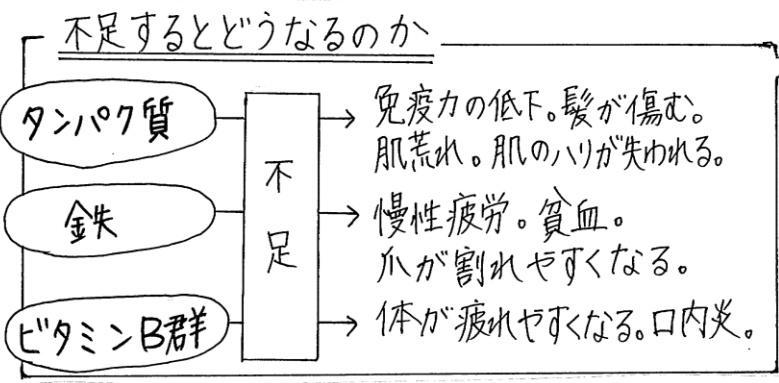 不足するとどうなるのか
タンパク質
不足
免疫力の低下。髪が傷む。
肌荒れ。肌のハリが失われる。
鉄
慢性疲労。貧血。
爪が割れやすくなる。
ビタミンB群
体が疲れやすくなる。口内炎。